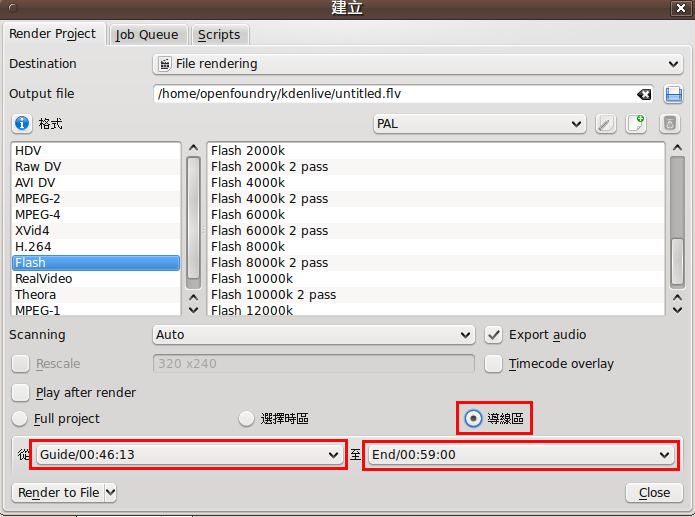 建立
Render Project Job Queue Scripts
Destination File rendering
Output file /home/openfoundry/kdenlive/untitled.flv
格式 PAL
HDV
Raw DV
AVI DV
MPEG-2
MPEG-4
XVid4
H.264
Flash
RealVideo
Theora
MPEG-1
Flash 2000k
Flash 2000k 2 pass
Flash 4000k
Flash 4000k 2 pass
Flash 6000k
Flash 6000k 2 pass
Flash 8000k
Flash 8000k 2 pass
Flash 10000k
Flash 10000k 2 pass
Flash 12000k
Scanning Auto Export audio
Rescale 320 x240 Timecode overlay
Play after render
Full project 選擇時區 導線區
從 Guide/00:46:13 至 End/00:59:00
Render to File Close